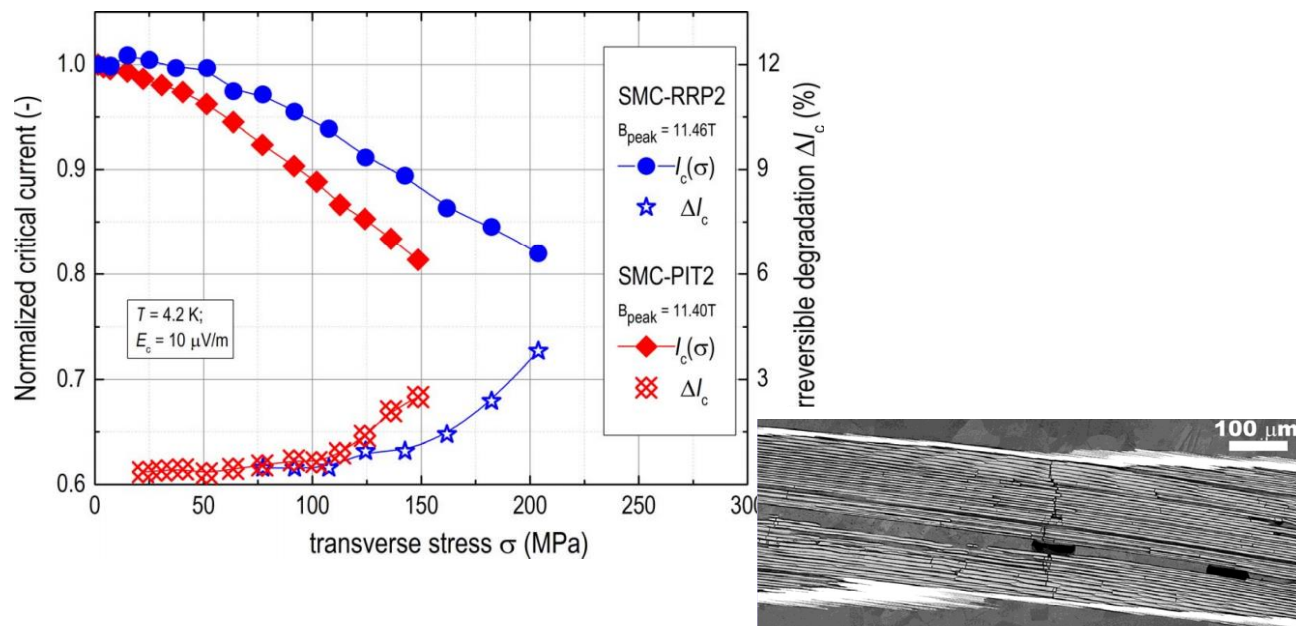 Normalized critical current (-)
1.0
0.9
0.8
0.7
0.6
T = 4.2 K;
E_c = 10 μV/m
SMC-RRP2
B_peak = 11.46T
I_c(σ)
ΔI_c
SMC-PIT2
B_peak = 11.40T
I_c(σ)
ΔI_c
12
9
6
3
rreversible degradation ΔI_c (%)
0 50 100 150 200 250 30
transverse stress σ (MPa)
100 μm